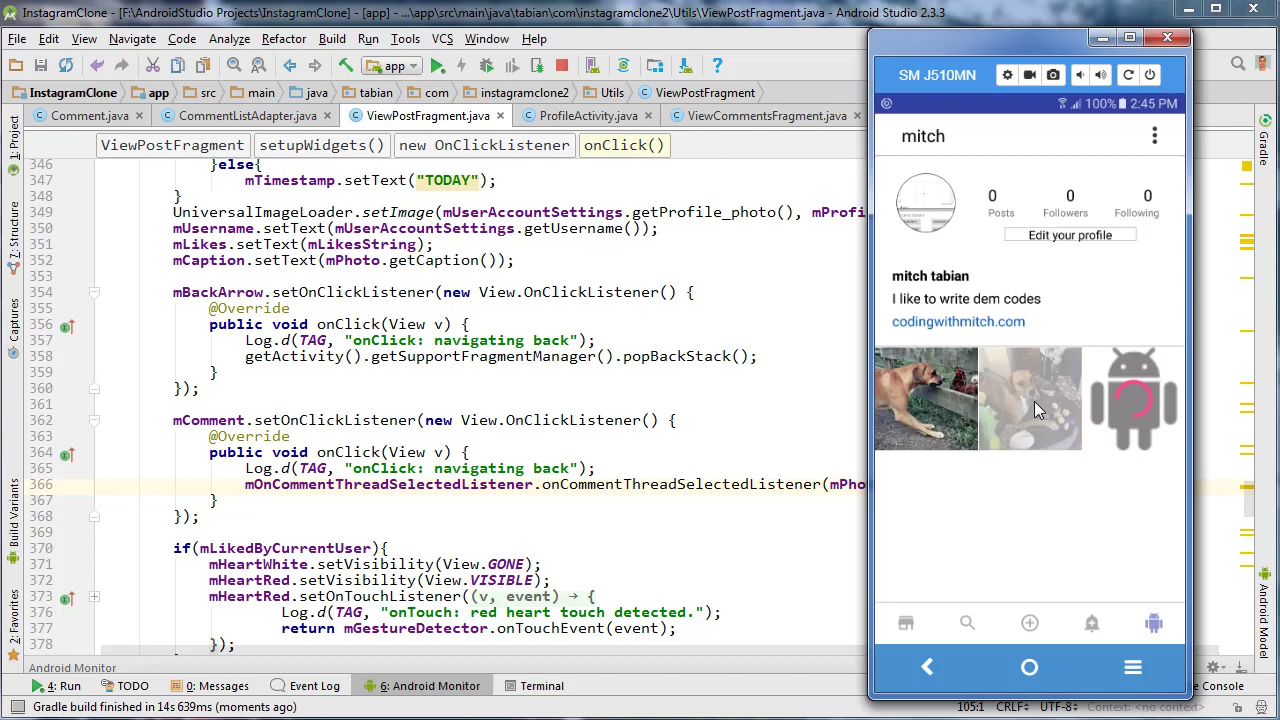 InstagramClone - [F:\AndroidStudio Projects\InstagramClone] - [app] - ...\app\src\main\java\tabian\com\instagramclone2\Utils\ViewPostFragment.java - Android Studio 2.3.3
File Edit View Navigate Code Analyze Refactor Build Run Tools VCS Window Help
app
InstagramClone app src main java tabian com instagramclone2 Utils ViewPostFragment
Comment.java CommentListAdapter.java ViewPostFragment.java ProfileActivity.java ViewCommentsFragment.java
ViewPostFragment setupWidgets() new OnClickListener onClick()
346 }else{
347 mTimestamp.setText("TODAY");
348 }
349 UniversalImageLoader.setImage(mUserAccountSettings.getProfile_photo(), mProfi
350 mUsername.setText(mUserAccountSettings.getUsername());
351 mLikes.setText(mLikesString);
352 mCaption.setText(mPhoto.getCaption());
353
354 mBackArrow.setOnClickListener(new View.OnClickListener() {
355 @Override
356 public void onClick(View v) {
357 Log.d(TAG, "onClick: navigating back");
358 getActivity().getSupportFragmentManager().popBackStack();
359 }
360 });
361
362 mComment.setOnClickListener(new View.OnClickListener() {
363 @Override
364 public void onClick(View v) {
365 Log.d(TAG, "onClick: navigating back");
366 mOnCommentThreadSelectedListener.onCommentThreadSelectedListener(mPho
367 }
368 });
369
370 if(mLikedByCurrentUser){
371 mHeartWhite.setVisibility(View.GONE);
372 mHeartRed.setVisibility(View.VISIBLE);
373 mHeartRed.setOnTouchListener((v, event) → {
376 Log.d(TAG, "onTouch: red heart touch detected.");
377 return mGestureDetector.onTouchEvent(event);
378 });
1: Project
7: Structure
Captures
Build Variants
2: Favorites
Gradle
Android Model
SM J510MN
100% 2:45 PM
mitch
0 0 0
Posts Followers Following
Edit your profile
mitch tabian
I like to write dem codes
codingwithmitch.com
Android Monitor
4: Run TODO 0: Messages Event Log 6: Android Monitor Terminal Console
Gradle build finished in 14s 639ms (moments ago) 105:1 CRLF÷ UTF-8÷ Context: <no context>